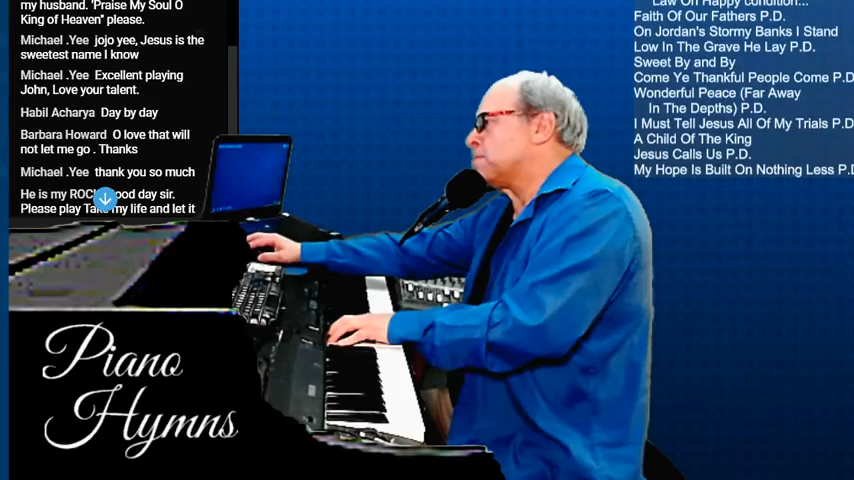 my husband. 'Praise My Soul O
King of Heaven" please.
Michael .Yee jojo yee, Jesus is the
sweetest name I know
Michael .Yee Excellent playing
John, Love your talent.
Habil Acharya Day by day
Barbara Howard O love that will
not let me go . Thanks
Michael .Yee thank you so much
He is my ROCK ood day sir.
Please play Take my life and let it
Piano
Hymns
Law On Happy condition...
Faith Of Our Fathers P.D.
On Jordan's Stormy Banks I Stand
Low In The Grave He Lay P.D.
Sweet By and By
Come Ye Thankful People Come P.D
Wonderful Peace (Far Away
In The Depths) P.D.
I Must Tell Jesus All Of My Trials P.D
A Child Of The King
Jesus Calls Us P.D.
My Hope Is Built On Nothing Less P.D